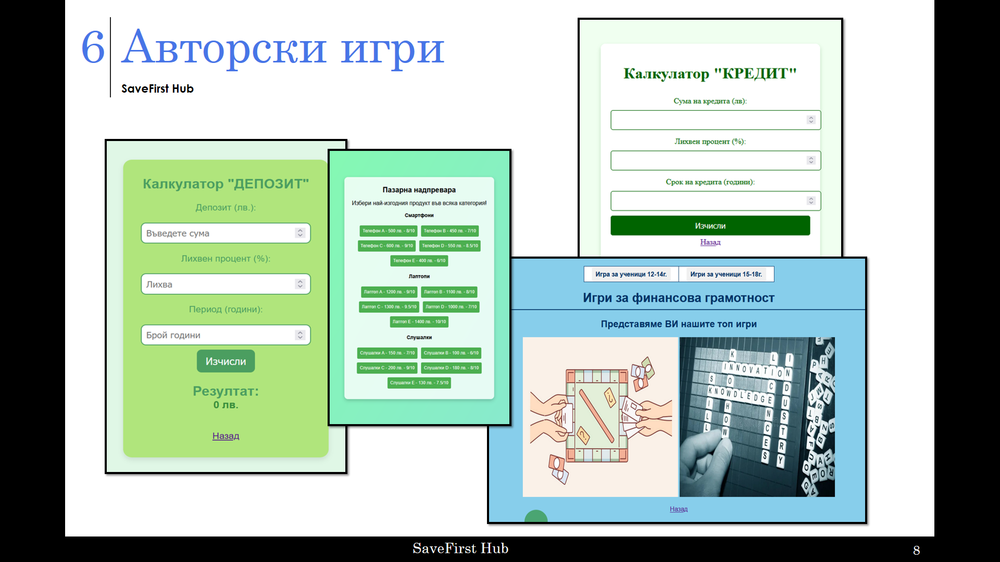 6 Авторски игри
SaveFirst Hub
Калкулатор "ДЕПОЗИТ"
Депозит (лв.):
Въведете сума
Лихвен процент (%):
Лихва
Период (години):
Брой години
Изчисли
Резултат:
0 лв.
Назад
Пазарна надпревара
Избери най-изгодния продукт във всяка категория!
Смартфони
Телефон A - 500 лв. - 8/10 Телефон B - 450 лв. - 7/10
Телефон C - 600 лв. - 9/10 Телефон D - 550 лв. - 8.5/10
Телефон E - 400 лв. - 6/10
Лаптопи
Лаптоп A - 1200 лв. - 9/10 Лаптоп B - 1100 лв. - 8/10
Лаптоп C - 1300 лв. - 9.5/10 Лаптоп D - 1000 лв. - 7/10
Лаптоп E - 1400 лв. - 10/10
Слушалки
Слушалки A - 150 лв. - 7/10 Слушалки B - 100 лв. - 6/10
Слушалки C - 200 лв. - 9/10 Слушалки D - 180 лв. - 8/10
Слушалки E - 130 лв. - 7.5/10
Калкулатор "КРЕДИТ"
Сума на кредита (лв):
Лихвен процент (%):
Срок на кредита (години):
Изчисли
Назад
Игра за ученици 12-14г. Игри за ученици 15-18г.
Игри за финансова грамотност
Представяме ВИ нашите топ игри
INNOVATION
KNOWLEDGE
SKILL
KNOWHOW
LICENCES
INDUSTRY
Назад
SaveFirst Hub
8